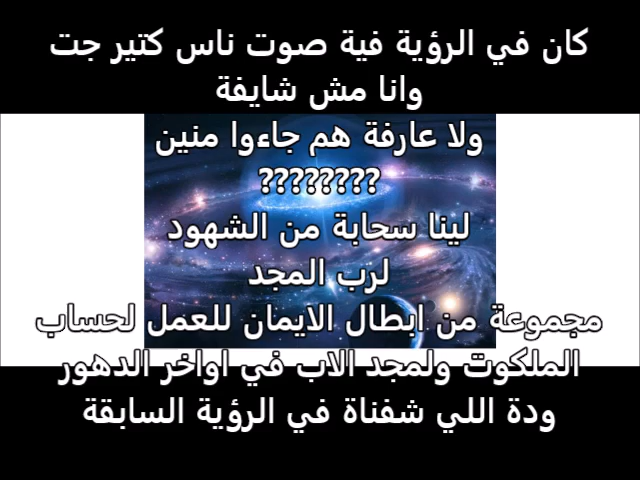 كان في الرؤية فية صوت ناس كتير جت
وانا مش شايفة
ولا عارفة هم جاءوا منين
????????
لينا سحابة من الشهود
لرب المجد
مجموعة من ابطال الايمان للعمل لحساب
الملكوت ولمجد الاب في اواخر الدهور
ودة اللي شفناة في الرؤية السابقة